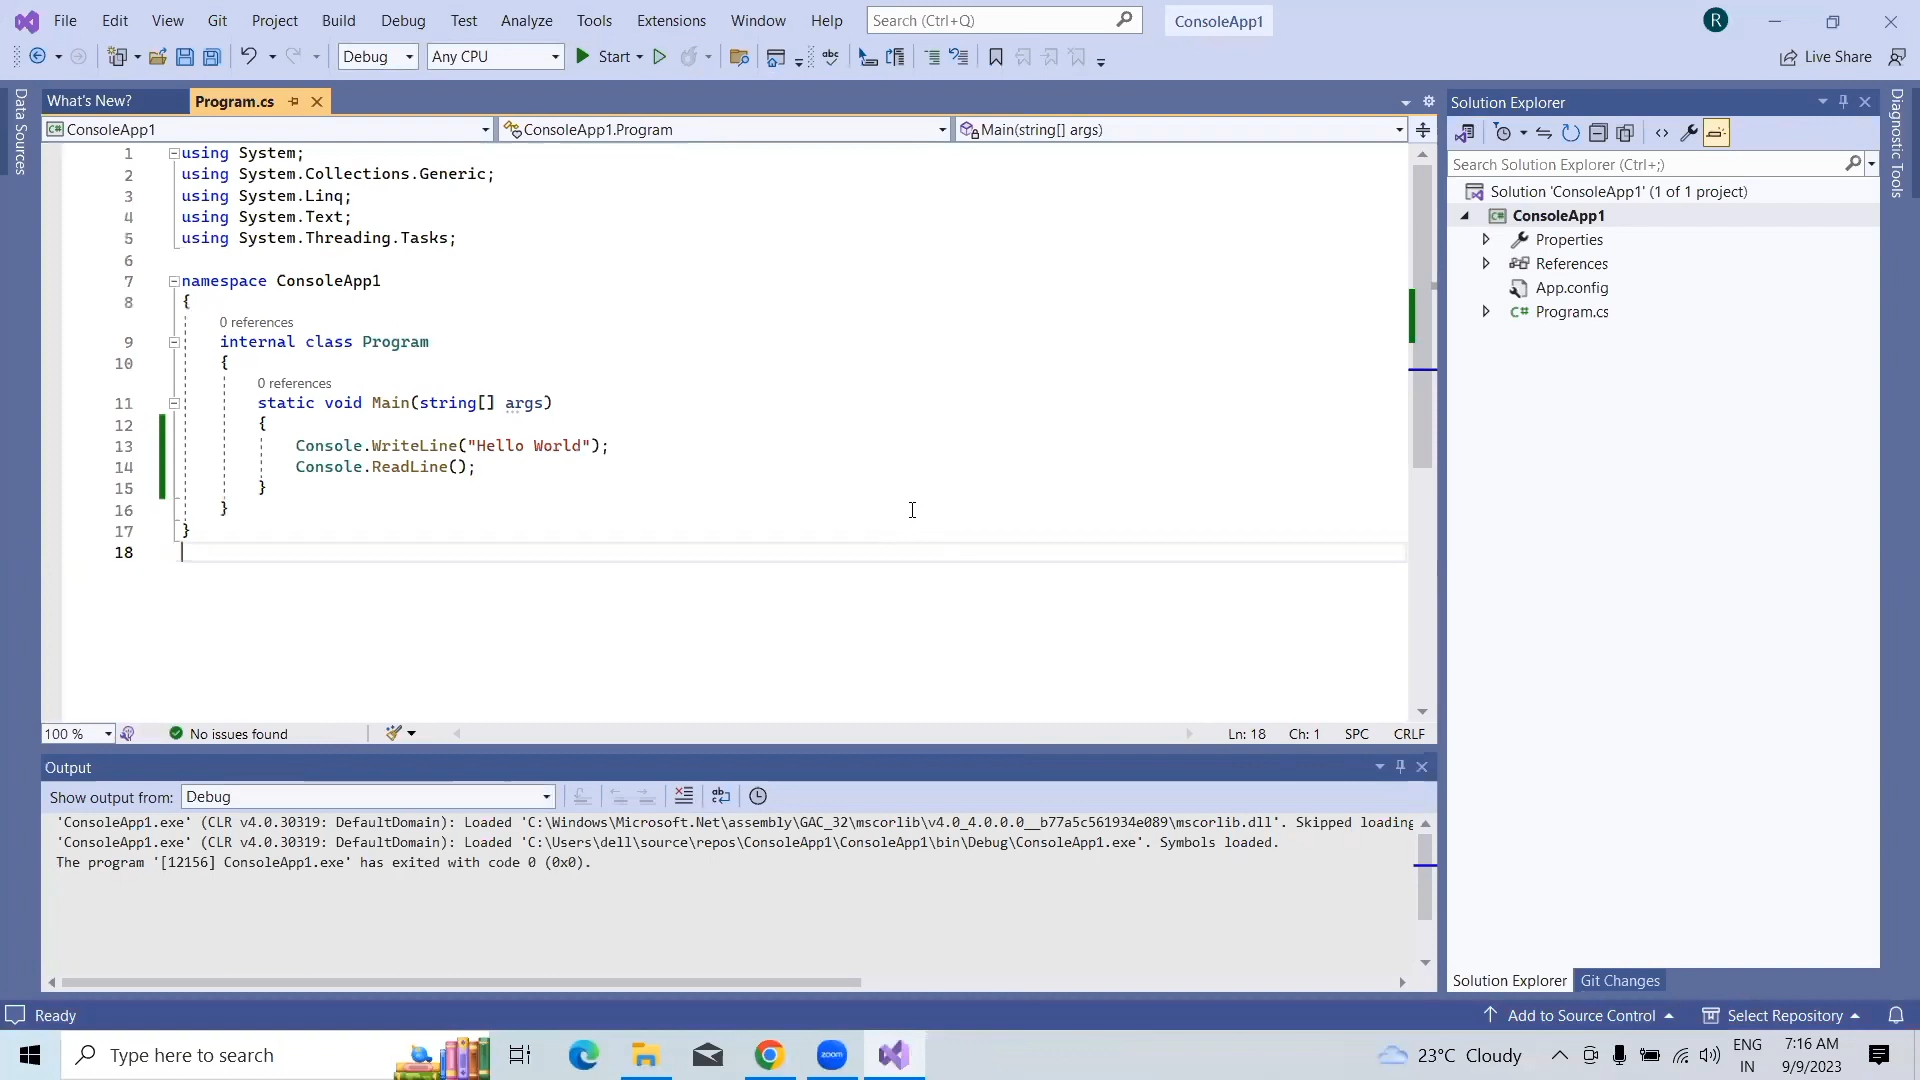 File Edit View Git Project Build Debug Test Analyze Tools Extensions Window Help Search (Ctrl+Q) ConsoleApp1 R
Debug Any CPU Start abc Live Share
Data Sources
What's New? Program.cs
ConsoleApp1 ConsoleApp1.Program Main(string[] args)
1 using System;
2 using System.Collections.Generic;
3 using System.Linq;
4 using System.Text;
5 using System.Threading.Tasks;
6
7 namespace ConsoleApp1
8 {
0 references
9 internal class Program
10 {
0 references
11 static void Main(string[] args)
12 {
13 Console.WriteLine("Hello World");
14 Console.ReadLine();
15 }
16 }
17 }
18
100 % No issues found Ln: 18 Ch: 1 SPC CRLF
Output
Show output from: Debug
'ConsoleApp1.exe' (CLR v4.0.30319: DefaultDomain): Loaded 'C:\Windows\Microsoft.Net\assembly\GAC_32\mscorlib\v4.0_4.0.0.0__b77a5c561934e089\mscorlib.dll'. Skipped loading
'ConsoleApp1.exe' (CLR v4.0.30319: DefaultDomain): Loaded 'C:\Users\dell\source\repos\ConsoleApp1\ConsoleApp1\bin\Debug\ConsoleApp1.exe'. Symbols loaded.
The program '[12156] ConsoleApp1.exe' has exited with code 0 (0x0).
Solution Explorer
Search Solution Explorer (Ctrl+;)
Solution 'ConsoleApp1' (1 of 1 project)
C# ConsoleApp1
Properties
References
App.config
C# Program.cs
Solution Explorer Git Changes
Diagnostic Tools
Ready Add to Source Control Select Repository
Type here to search zoom 23°C Cloudy ENG 7:16 AM
IN 9/9/2023